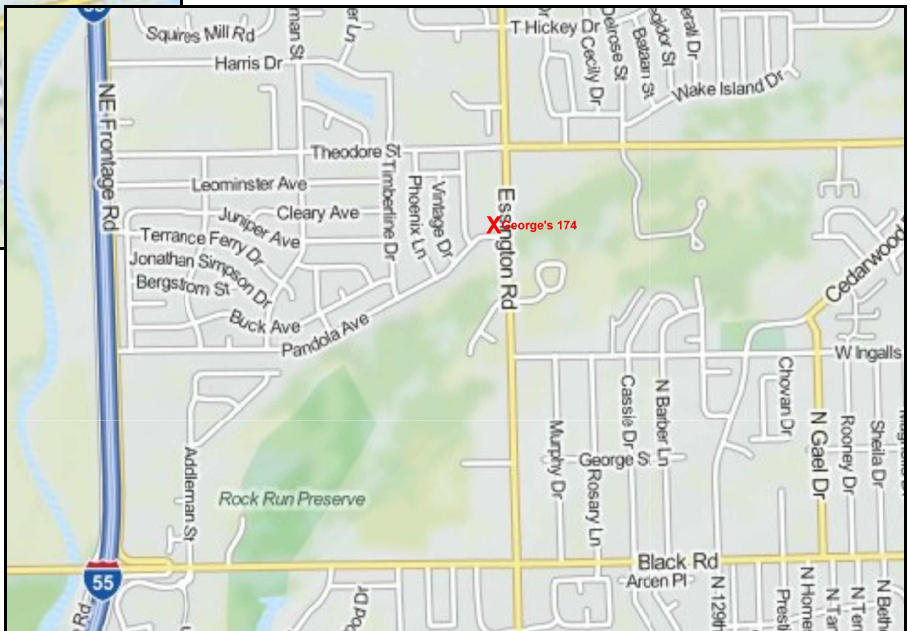 55
Squires Mill Rd
Harris Dr
T Hickey Dr
Cecily Dr
Delrose St
Bataan St
Wake Island Dr
NE Frontage Rd
Theodore St
Leominster Ave
Cleary Ave
Juniper Ave
Terrance Ferry Dr
Jonathan Simpson Dr
Bergstrom St
Buck Ave
Pandola Ave
Timberline Dr
Phoenix Ln
Vintage Dr
Essington Rd
X George's 174
Cedarwood
W Ingalls
Chovan Dr
N Gael Dr
Rooney Dr
Sheila Dr
Cassie Dr
N Barber Ln
Murphy Dr
George St
Rosary Ln
Addleman St
Rock Run Preserve
Black Rd
Arden Pl
55
Rd
N 129th